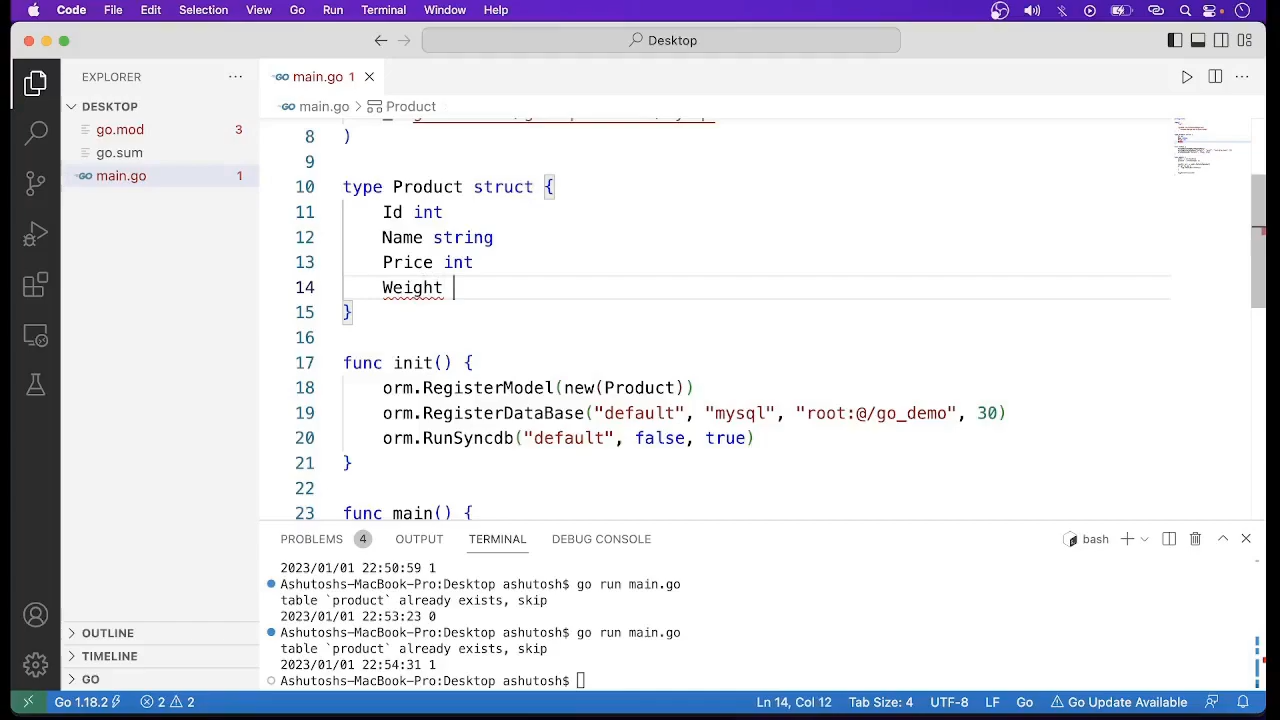 Code File Edit Selection View Go Run Terminal Window Help
Desktop
EXPLORER
main.go 1
DESKTOP
main.go > Product
go.mod 3
go.sum
main.go 1
8 )
9
10 type Product struct {
11 Id int
12 Name string
13 Price int
14 Weight
15 }
16
17 func init() {
18 orm.RegisterModel(new(Product))
19 orm.RegisterDataBase("default", "mysql", "root:@/go_demo", 30)
20 orm.RunSyncdb("default", false, true)
21 }
22
23 func main() {
PROBLEMS 4 OUTPUT TERMINAL DEBUG CONSOLE bash
2023/01/01 22:50:59 1
Ashutoshs-MacBook-Pro:Desktop ashutosh$ go run main.go
table `product` already exists, skip
2023/01/01 22:53:23 0
Ashutoshs-MacBook-Pro:Desktop ashutosh$ go run main.go
table `product` already exists, skip
2023/01/01 22:54:31 1
Ashutoshs-MacBook-Pro:Desktop ashutosh$
OUTLINE
TIMELINE
GO
Go 1.18.2 2 2 Ln 14, Col 12 Tab Size: 4 UTF-8 LF Go Go Update Available